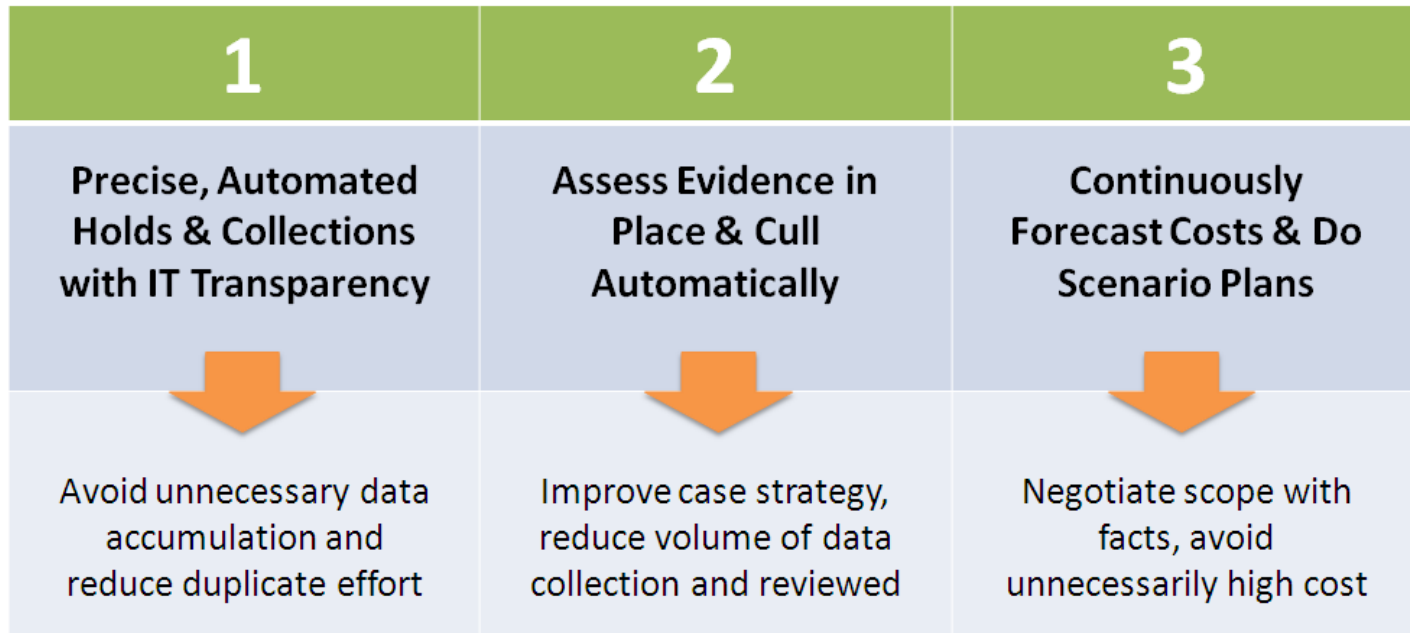 1
Precise, Automated
Holds & Collections
with IT Transparency
Avoid unnecessary data
accumulation and
reduce duplicate effort
2
Assess Evidence in
Place & Cull
Automatically
Improve case strategy,
reduce volume of data
collection and reviewed
3
Continuously
Forecast Costs & Do
Scenario Plans
Negotiate scope with
facts, avoid
unnecessarily high cost